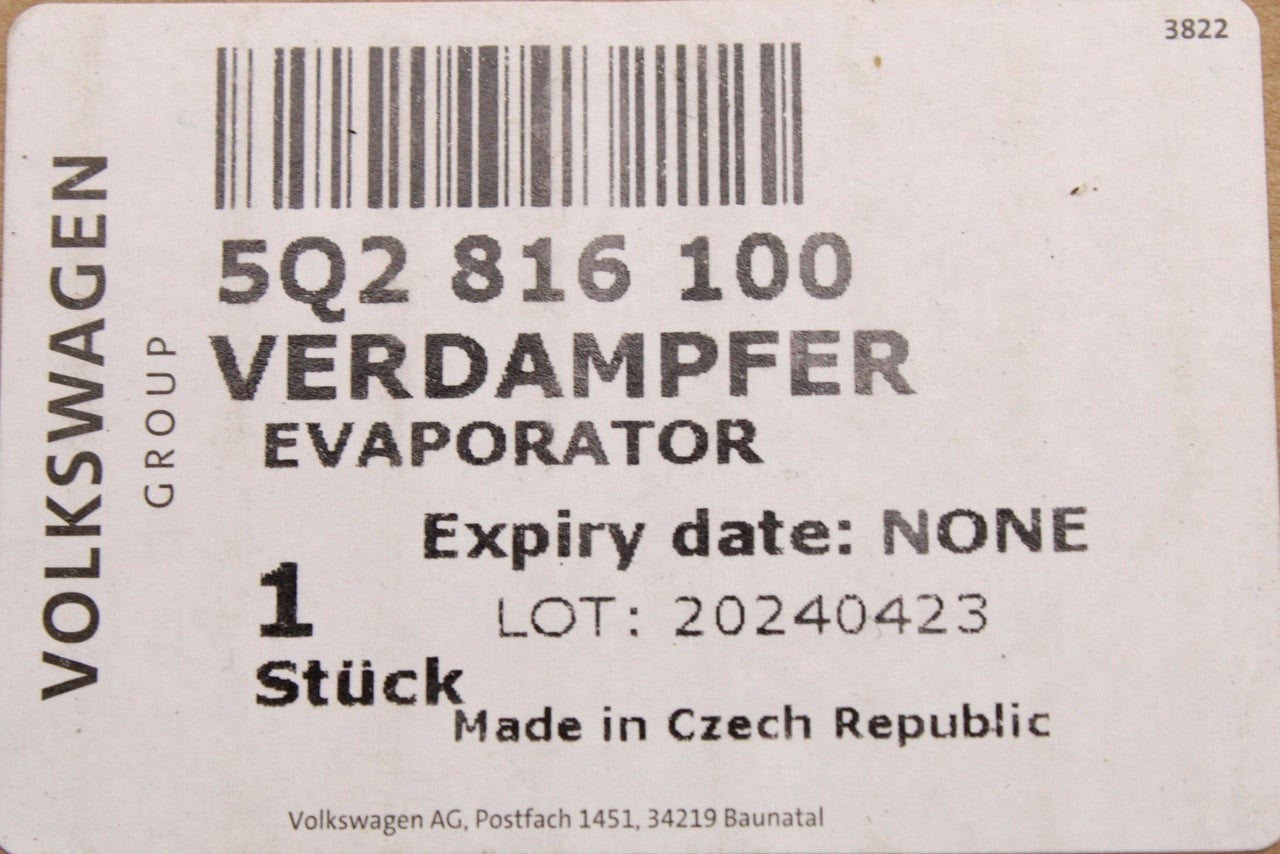 3822
VOLKSWAGEN
GROUP
5Q2 816 100
VERDAMPFER
EVAPORATOR
Expiry date: NONE
1
LOT: 20240423
Stück
Made in Czech Republic
Volkswagen AG, Postfach 1451, 34219 Baunatal